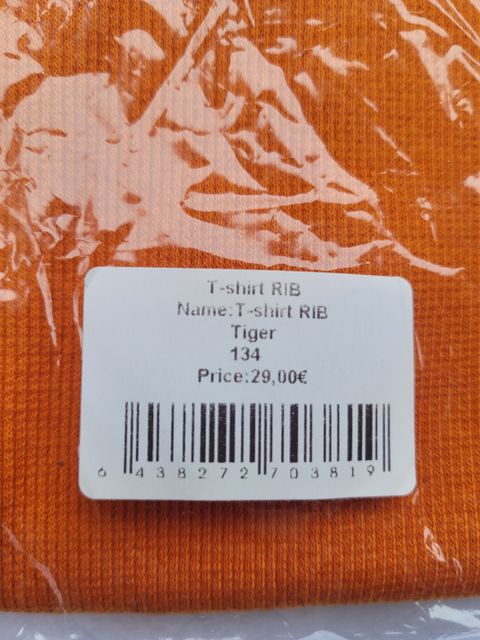 T-shirt RIB
Name:T-shirt RIB
Tiger
134
Price:29,00€
6 438272 703819